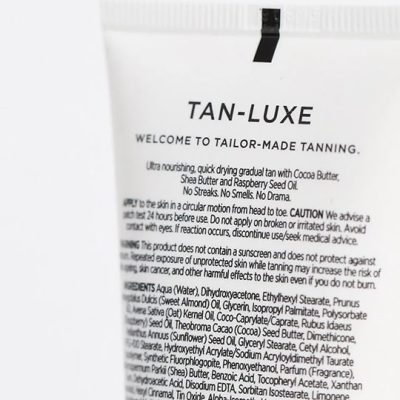 TAN-LUXE
WELCOME TO TAILOR-MADE TANNING.
Ultra nourishing, quick drying gradual tan with Cocoa Butter,
Shea Butter and Raspberry Seed Oil.
No Streaks. No Smells. No Drama.
APPLY to the skin in a circular motion from head to toe. CAUTION We advise a
patch test 24 hours before use. Do not apply on broken or irritated skin. Avoid
contact with eyes. If reaction occurs, discontinue use/seek medical advice.
WARNING This product does not contain a sunscreen and does not protect against
Repeated exposure of unprotected skin while tanning may increase the risk of
skin cancer, and other harmful effects to the skin even if you do not burn.
INGREDIENTS Aqua (Water), Dihydroxyacetone, Ethylhexyl Stearate, Prunus
Dulcis (Sweet Almond) Oil, Glycerin, Isopropyl Palmitate, Polysorbate
Avena Sativa (Oat) Kernel Oil, Coco-Caprylate/Caprate, Rubus Idaeus
Seed Oil, Theobroma Cacao (Cocoa) Seed Butter, Dimethicone,
Annuus (Sunflower) Seed Oil, Glyceryl Stearate, Cetyl Alcohol,
Hydroxyethyl Acrylate/Sodium Acryloyldimethyl Taurate
Synthetic Fluorphlogopite, Phenoxyethanol, Parfum (Fragrance),
Parkii (Shea) Butter, Benzoic Acid, Tocopheryl Acetate, Xanthan
Dehydroacetic Acid, Disodium EDTA, Sorbitan Isostearate, Limonene
Cinnamal, Tin Oxide,